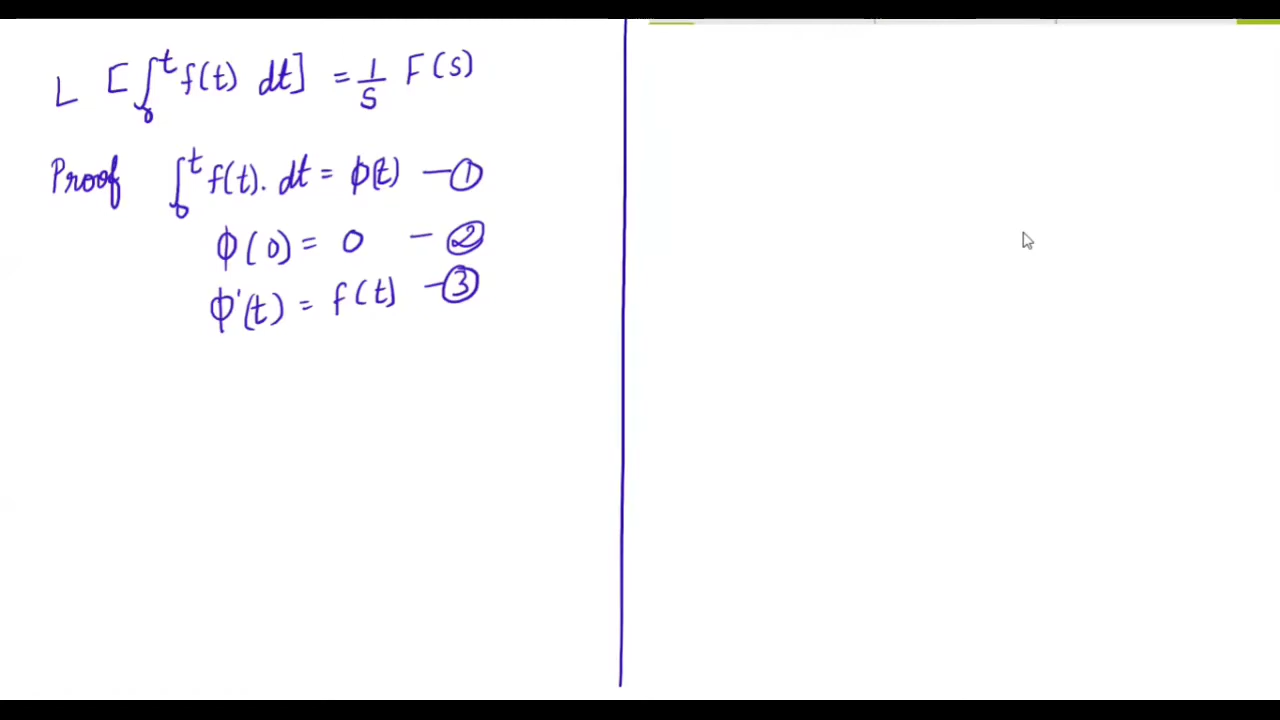 L [∫₀ᵗ f(t) dt] = 1/s F(s)
Proof ∫₀ᵗ f(t). dt = φ(t) —①
φ(0) = 0 —②
φ'(t) = f(t) —③